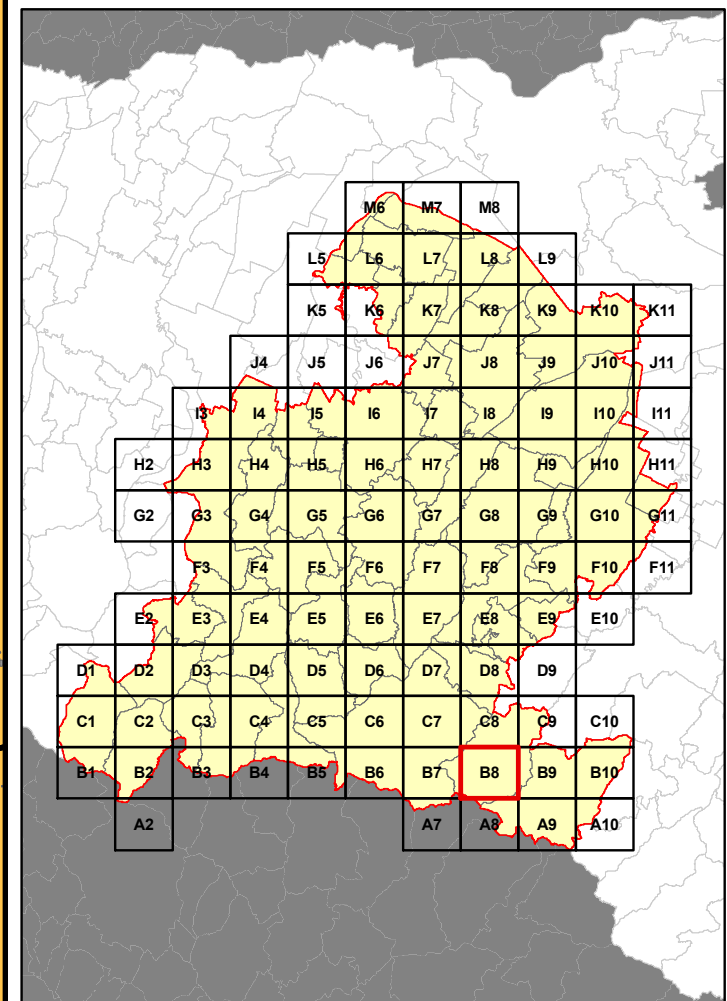 M6 M7 M8
L5 L6 L7 L8 L9
K5 K6 K7 K8 K9 K10 K11
J4 J5 J6 J7 J8 J9 J10 J11
I3 I4 I5 I6 I7 I8 I9 I10 I11
H2 H3 H4 H5 H6 H7 H8 H9 H10 H11
G2 G3 G4 G5 G6 G7 G8 G9 G10 G11
F3 F4 F5 F6 F7 F8 F9 F10 F11
E2 E3 E4 E5 E6 E7 E8 E9 E10
D1 D2 D3 D4 D5 D6 D7 D8 D9
C1 C2 C3 C4 C5 C6 C7 C8 C9 C10
B1 B2 B3 B4 B5 B6 B7 B8 B9 B10
A2 A7 A8 A9 A10